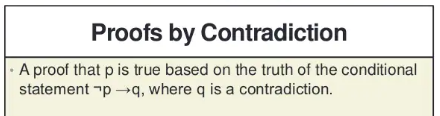 Proofs by Contradiction
• A proof that p is true based on the truth of the conditional
statement ¬p →q, where q is a contradiction.